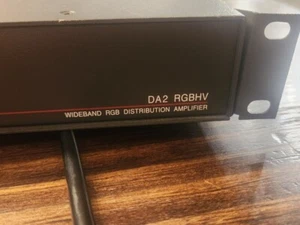 DA2 RGBHV
WIDEBAND RGB DISTRIBUTION AMPLIFIER